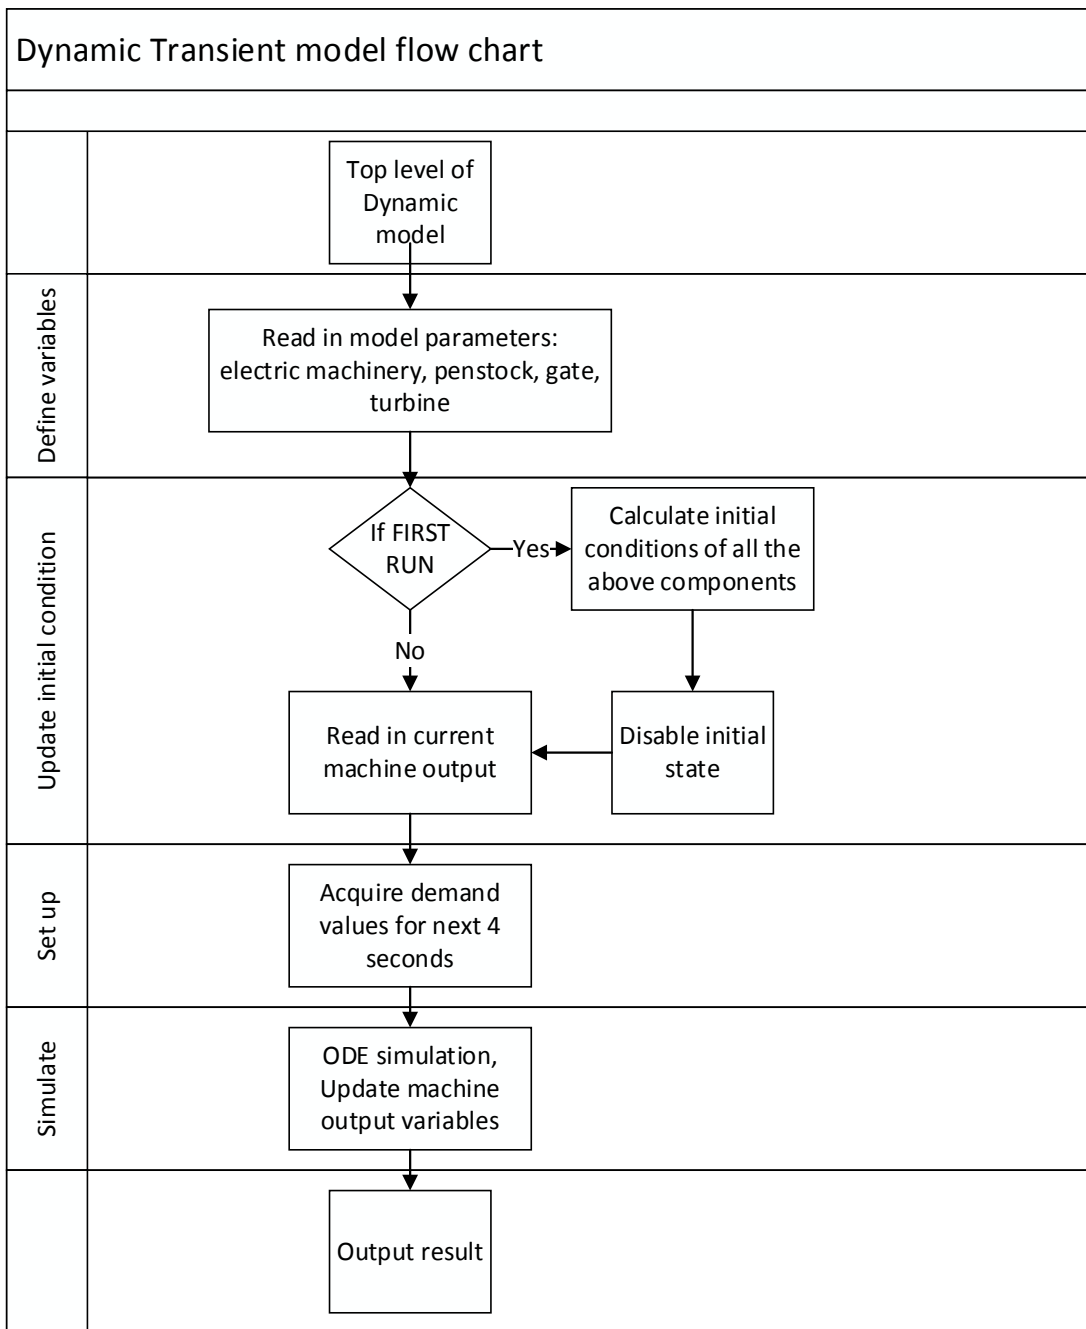 Dynamic Transient model flow chart
Top level of
Dynamic
model
Define variables
Read in model parameters:
electric machinery, penstock, gate,
turbine
Update initial condition
If FIRST
RUN
Yes
Calculate initial
conditions of all the
above components
No
Read in current
machine output
Disable initial
state
Set up
Acquire demand
values for next 4
seconds
Simulate
ODE simulation,
Update machine
output variables
Output result